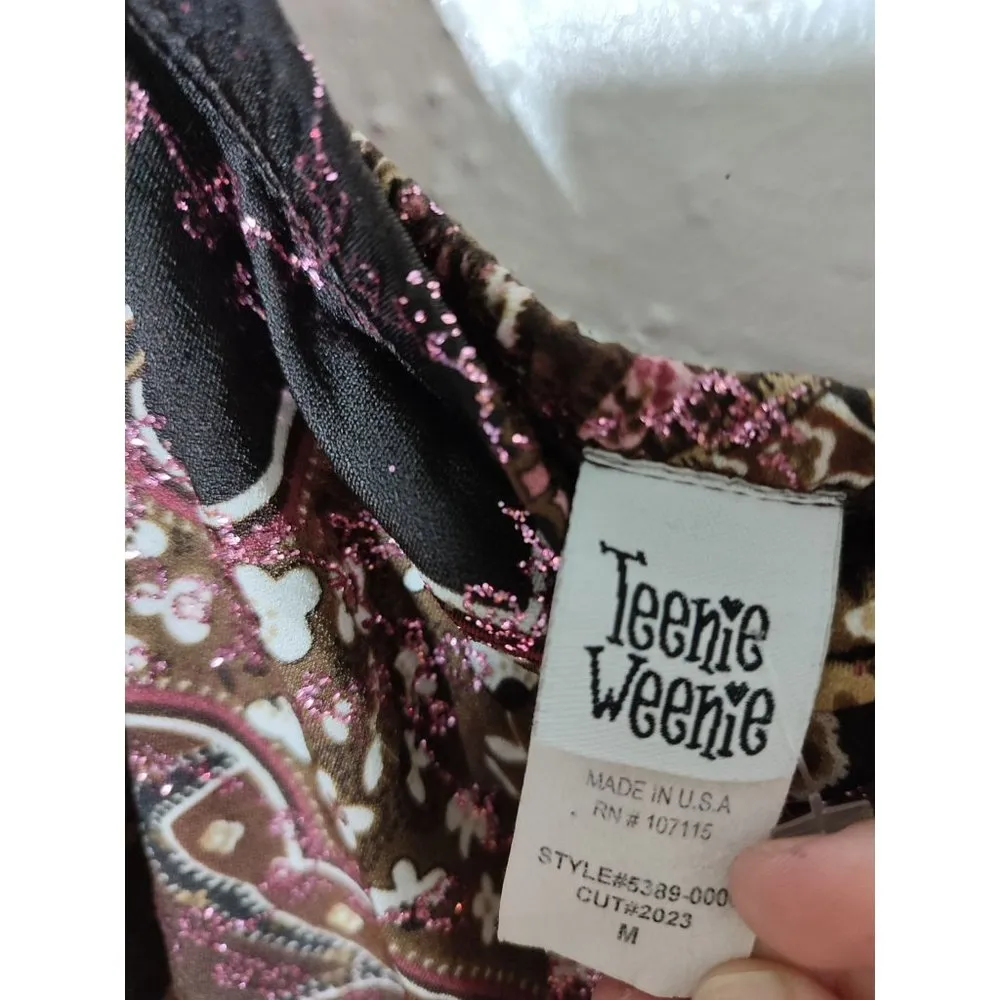 Teenie
Weenie
MADE IN U.S.A
RN # 107115
STYLE#5389-000
CUT#2023
M